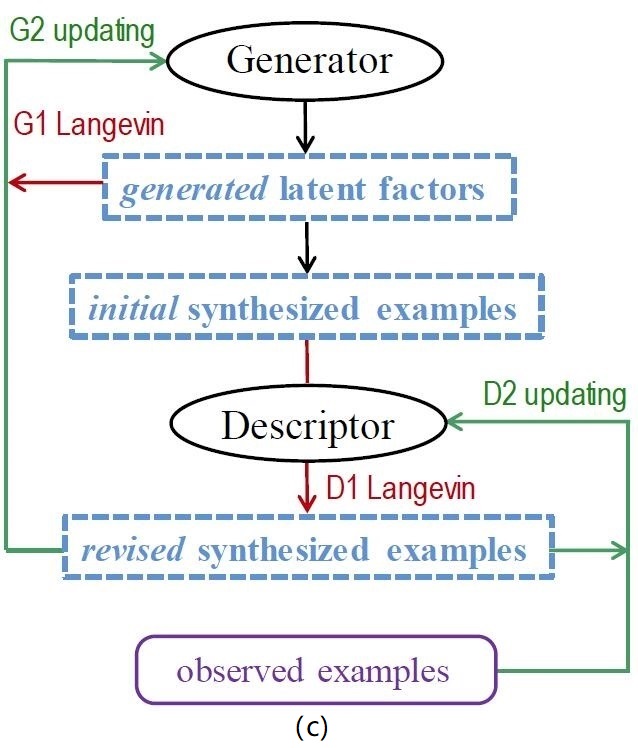 G2 updating
Generator
G1 Langevin
generated latent factors
initial synthesized examples
D2 updating
Descriptor
D1 Langevin
revised synthesized examples
observed examples
(c)